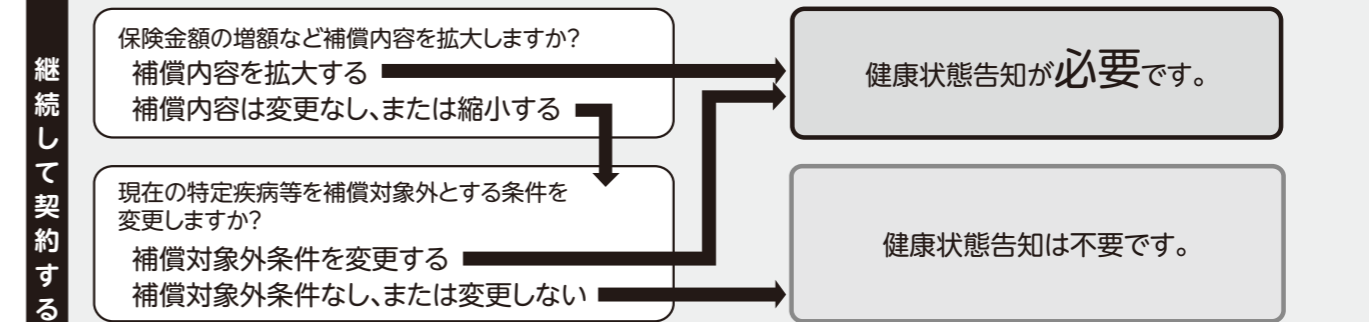 継続して契約する
保険金額の増額など補償内容を拡大しますか?
補償内容を拡大する
補償内容は変更なし、または縮小する
健康状態告知が必要です。
現在の特定疾病等を補償対象外とする条件を
変更しますか?
補償対象外条件を変更する
補償対象外条件なし、または変更しない
健康状態告知は不要です。